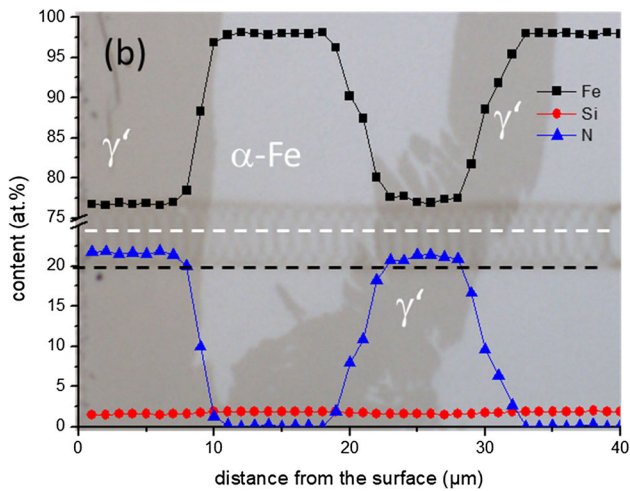 (b)
γ‘
α-Fe
γ‘
γ‘
Fe
Si
N
content (at.%)
100
95
90
85
80
75
20
15
10
5
0
0
10
20
30
40
distance from the surface (µm)